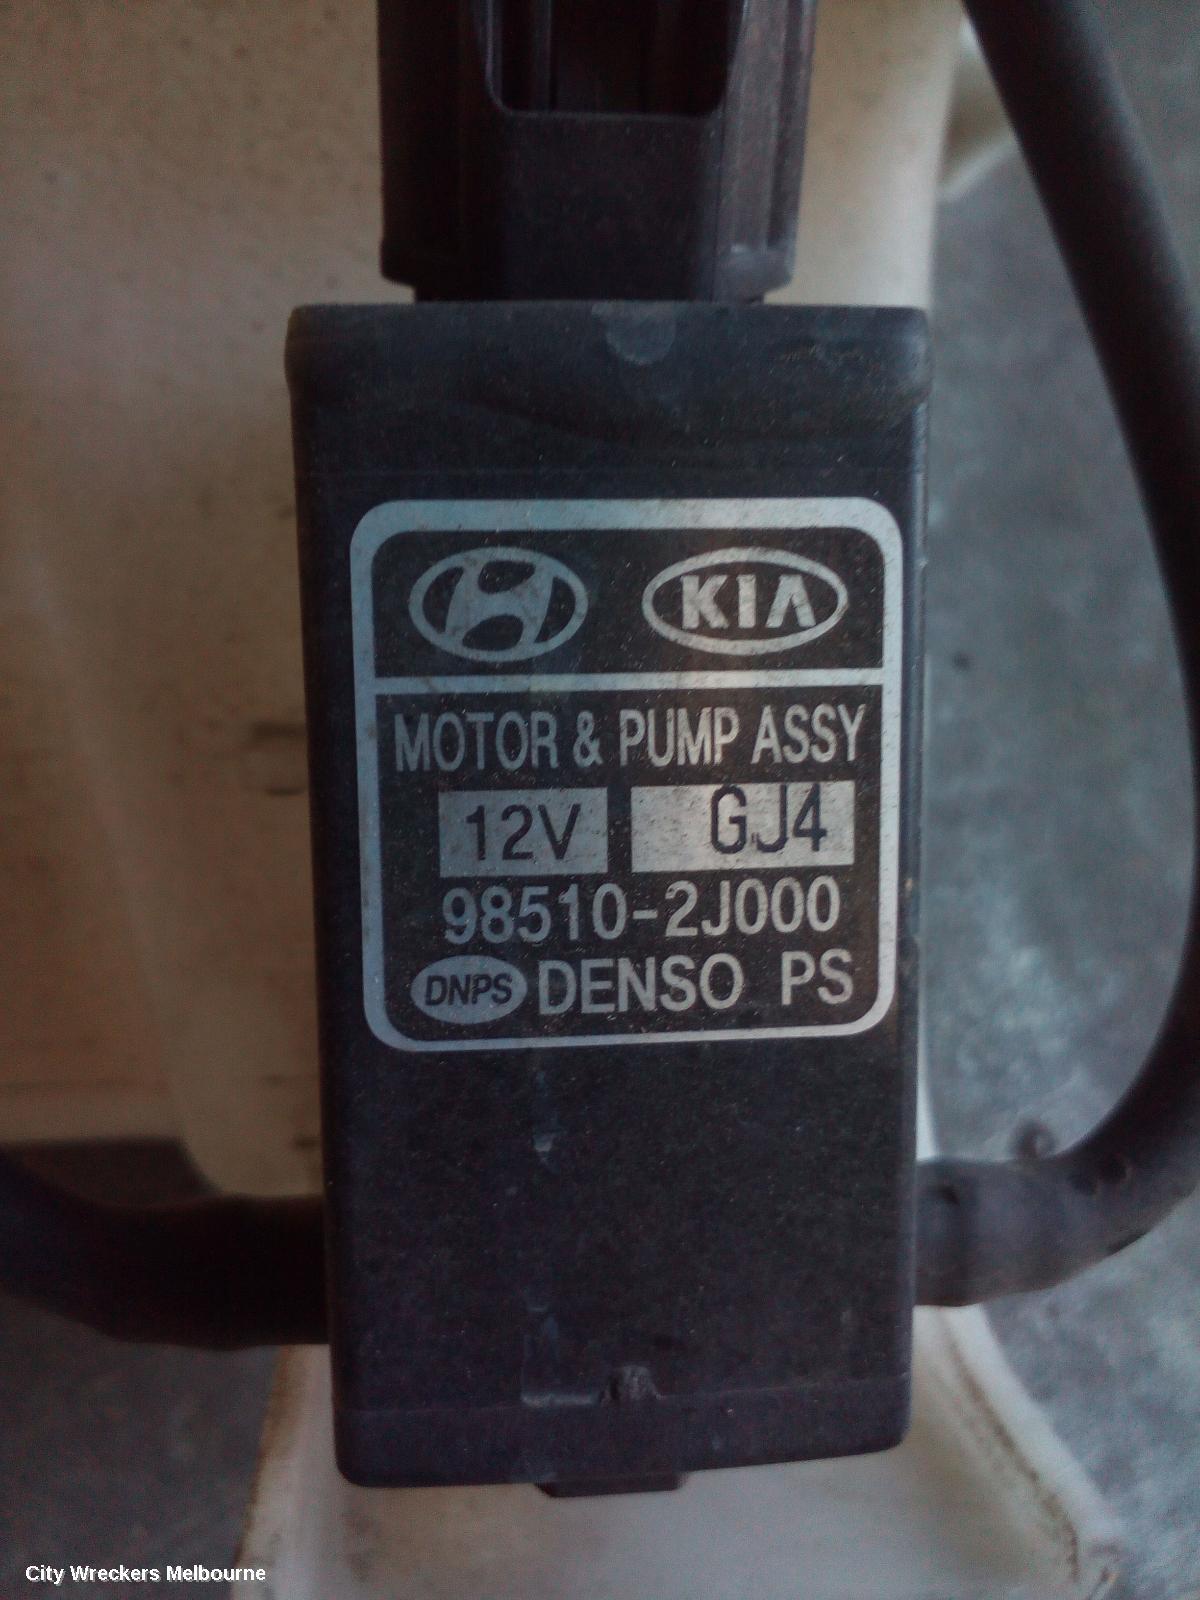 KIA
MOTOR & PUMP ASSY
12V GJ4
98510-2J000
DNPS DENSO PS
City Wreckers Melbourne